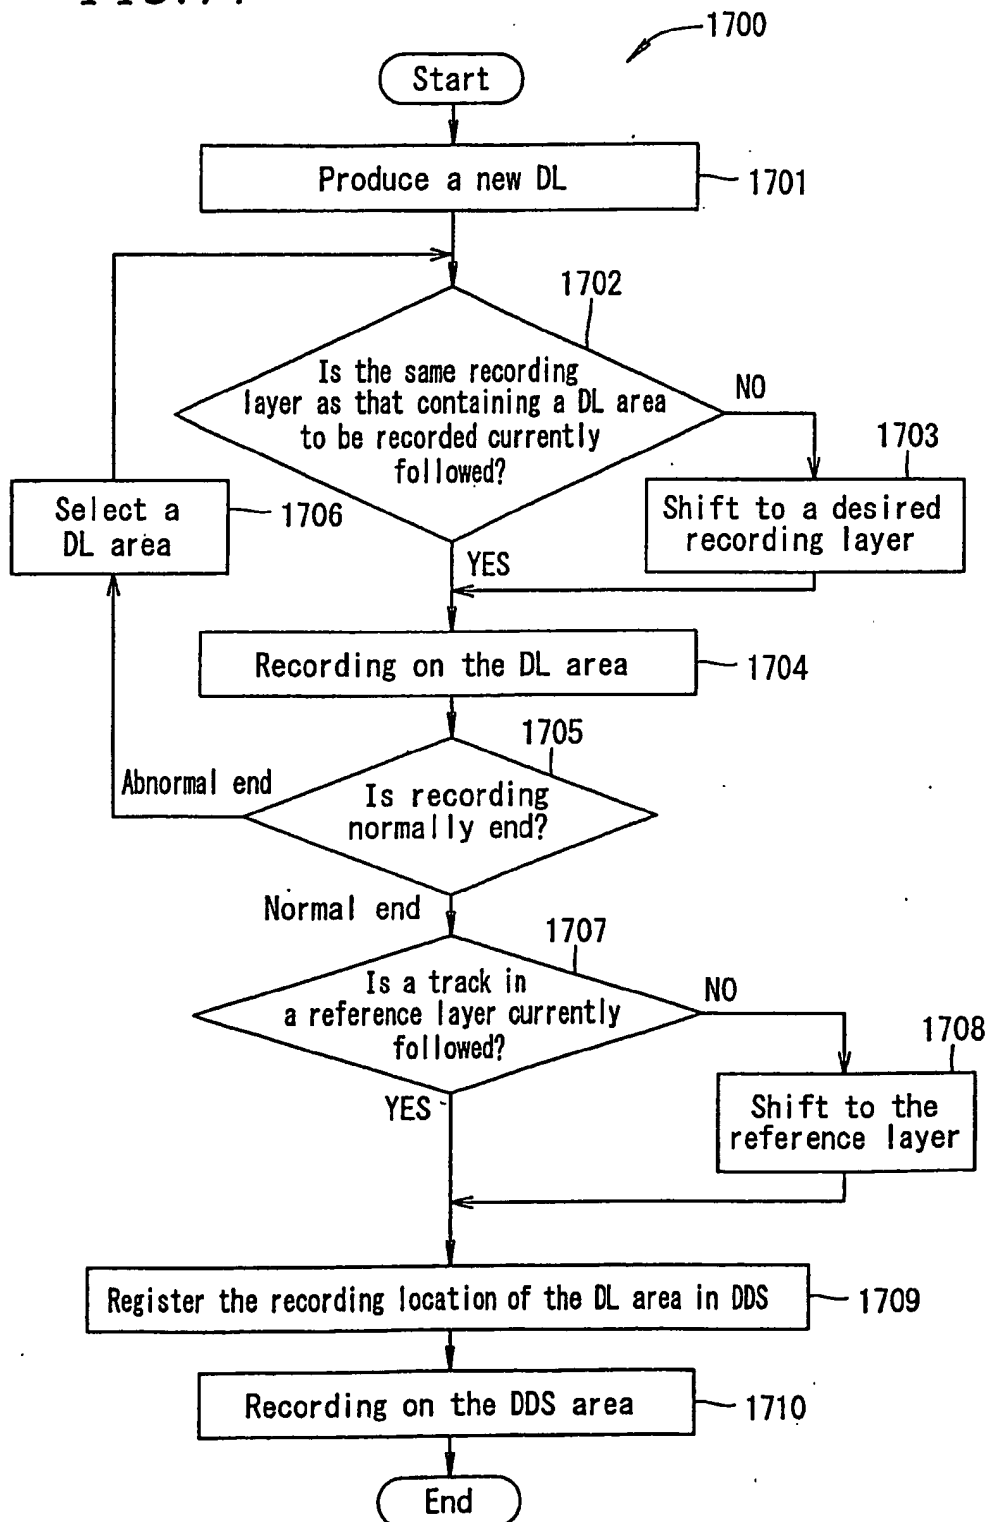 1700
Start
Produce a new DL
1701
1702
Is the same recording
layer as that containing a DL area
to be recorded currently
followed?
NO
1703
Shift to a desired
recording layer
Select a
DL area
1706
YES
Recording on the DL area
1704
1705
Abnormal end
Is recording
normally end?
Normal end
1707
Is a track in
a reference layer currently
followed?
NO
1708
Shift to the
reference layer
YES
Register the recording location of the DL area in DDS
1709
Recording on the DDS area
1710
End